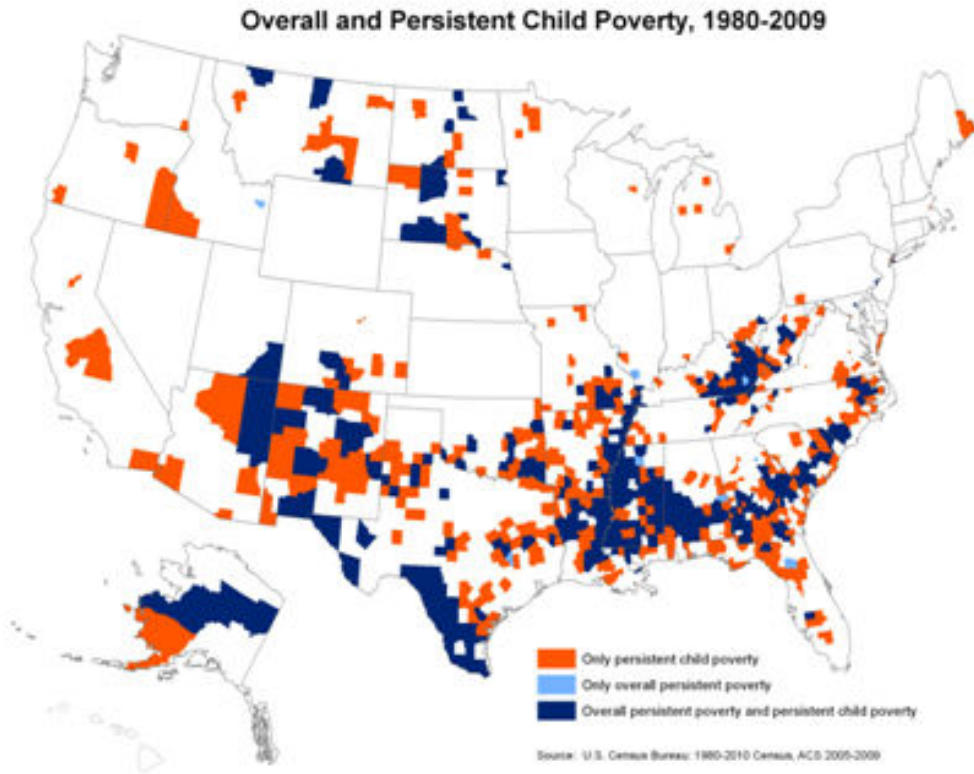 Overall and Persistent Child Poverty, 1980-2009
Only persistent child poverty
Only overall persistent poverty
Overall persistent poverty and persistent child poverty
Source: U.S. Census Bureau: 1980-2010 Census, ACS 2005-2009